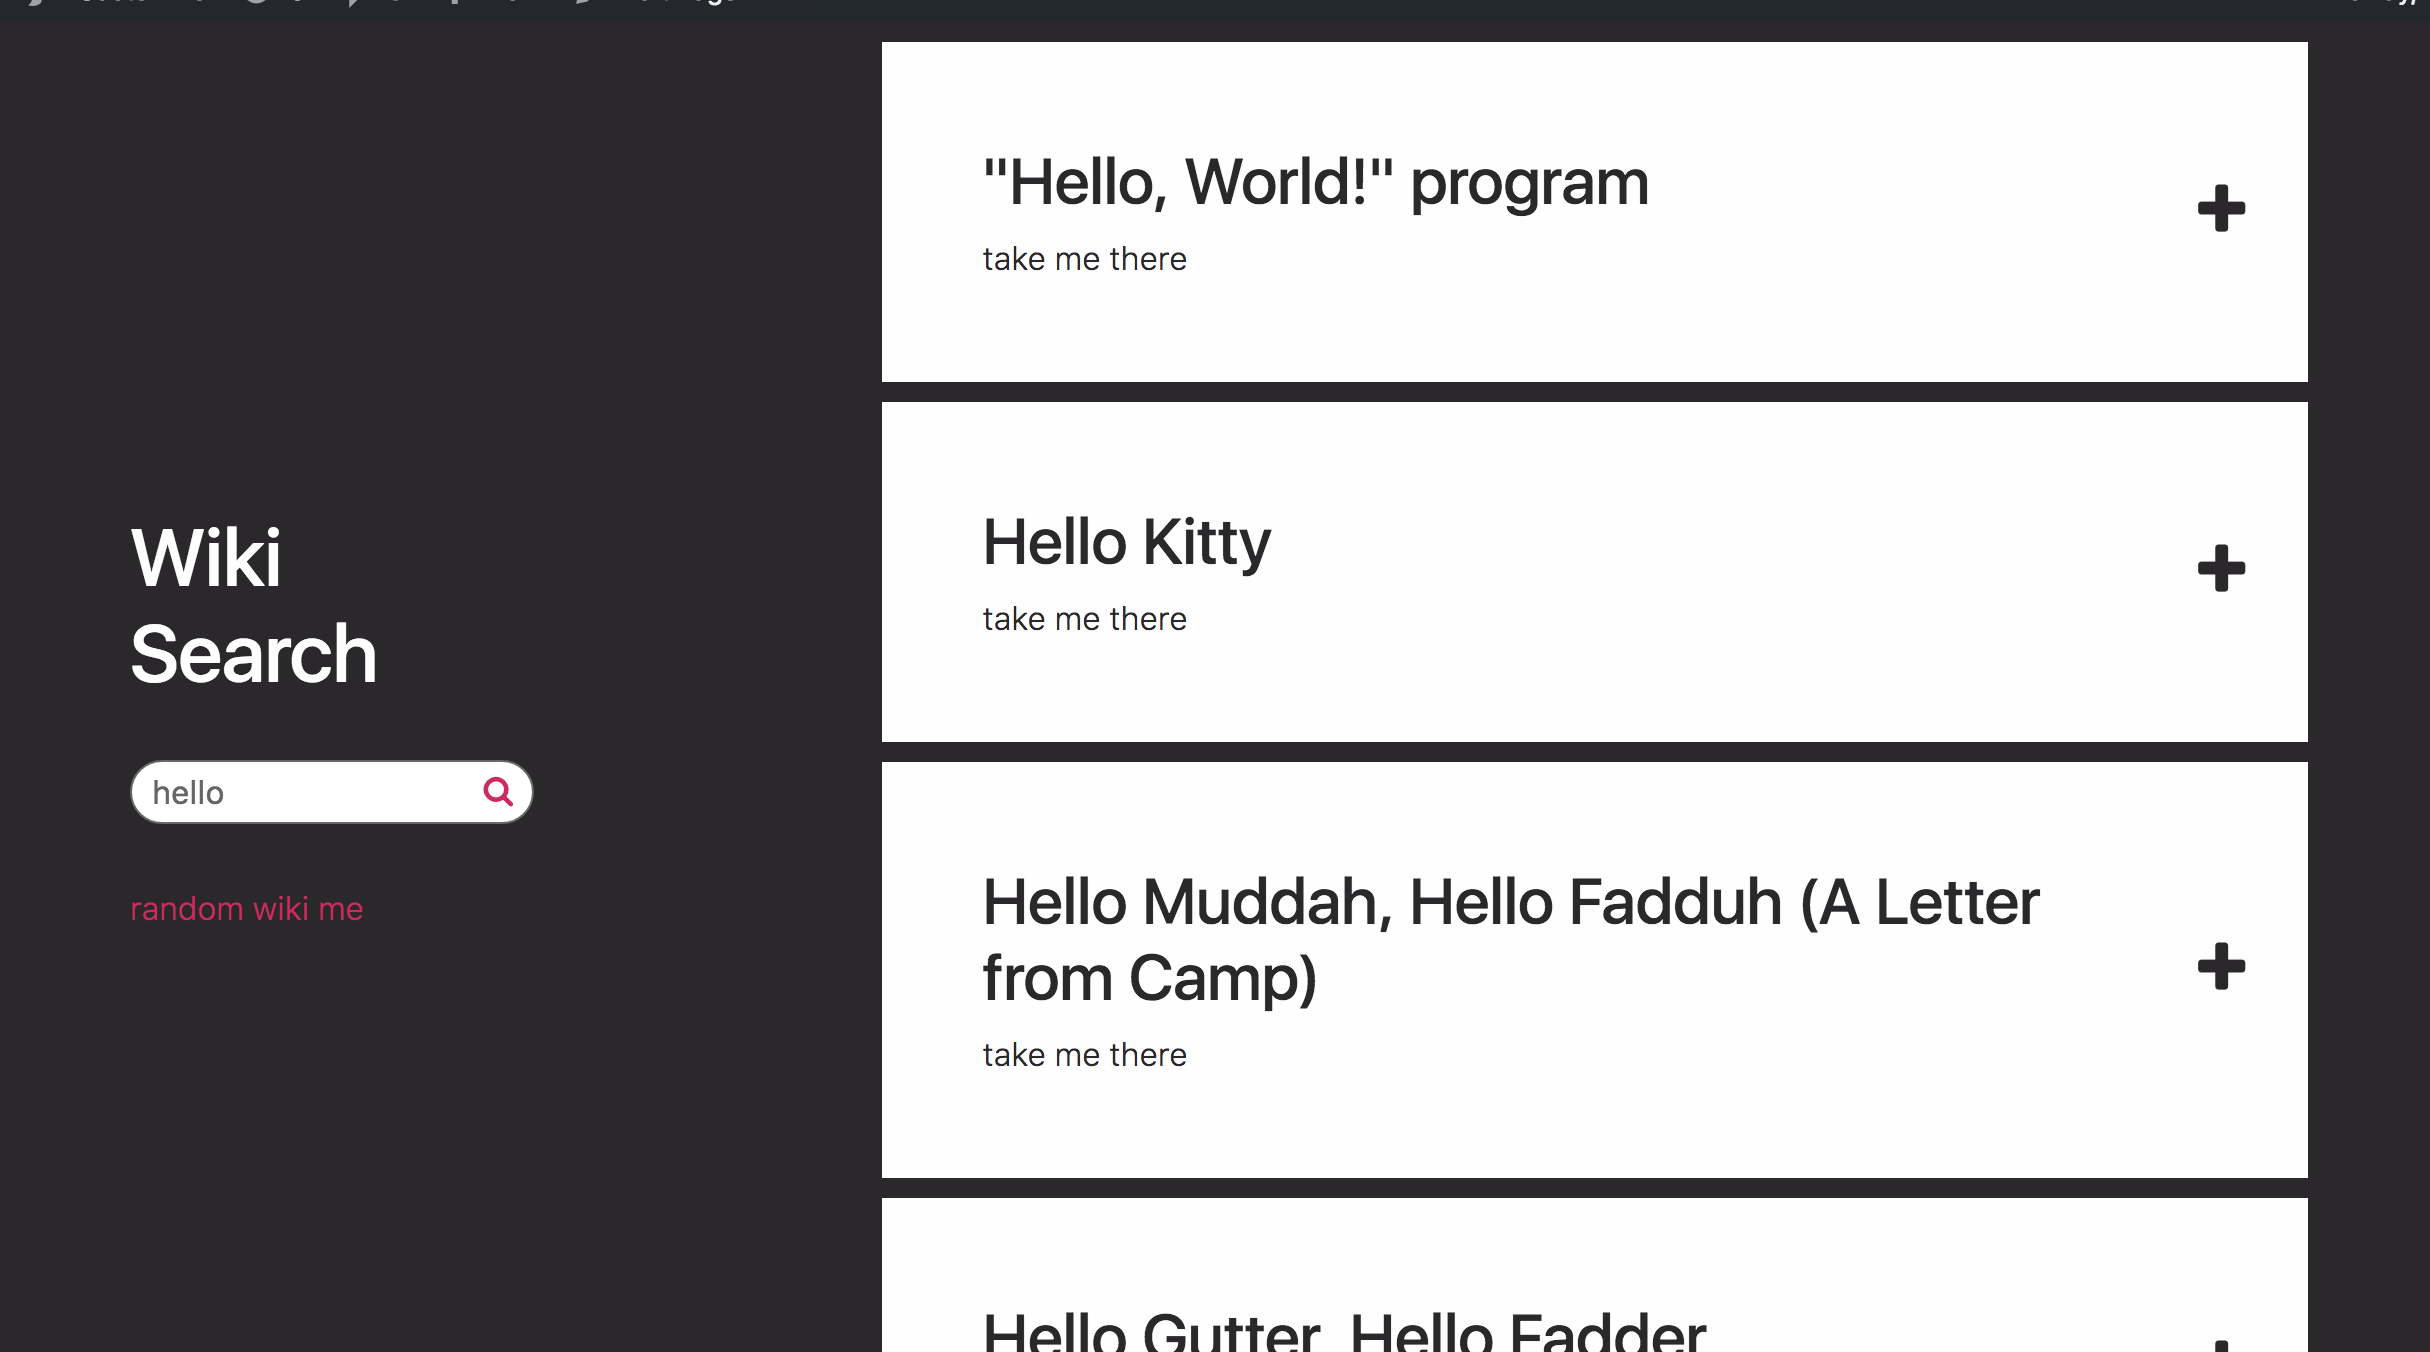 Wiki
Search
hello
random wiki me
"Hello, World!" program
take me there
Hello Kitty
take me there
Hello Muddah, Hello Fadduh (A Letter
from Camp)
take me there
Hello Gutter, Hello Fadder